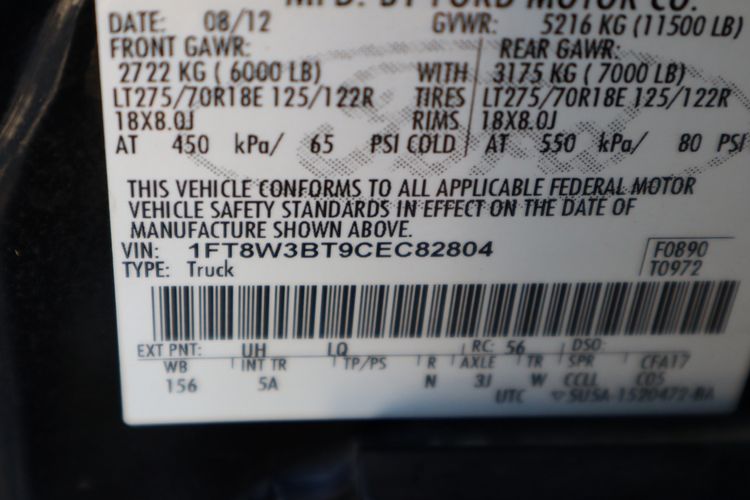 MFD. BY FORD MOTOR CO.
DATE: 08/12 GVWR: 5216 KG (11500 LB)
FRONT GAWR: REAR GAWR:
2722 KG ( 6000 LB) WITH 3175 KG ( 7000 LB)
LT275/70R18E 125/122R TIRES LT275/70R18E 125/122R
18X8.0J RIMS 18X8.0J
AT 450 kPa/ 65 PSI COLD AT 550 kPa/ 80 PSI
THIS VEHICLE CONFORMS TO ALL APPLICABLE FEDERAL MOTOR
VEHICLE SAFETY STANDARDS IN EFFECT ON THE DATE OF
MANUFACTURE SHOWN ABOVE.
VIN: 1FT8W3BT9CEC82804 F0890
TYPE: Truck T0972
EXT PNT: UH LQ RC: 56 DSO:
WB INT TR TP/PS R AXLE TR SPR CFA17
156 5A N 3J W CCLL C05
UTC ▽5U5A-1520472-BA